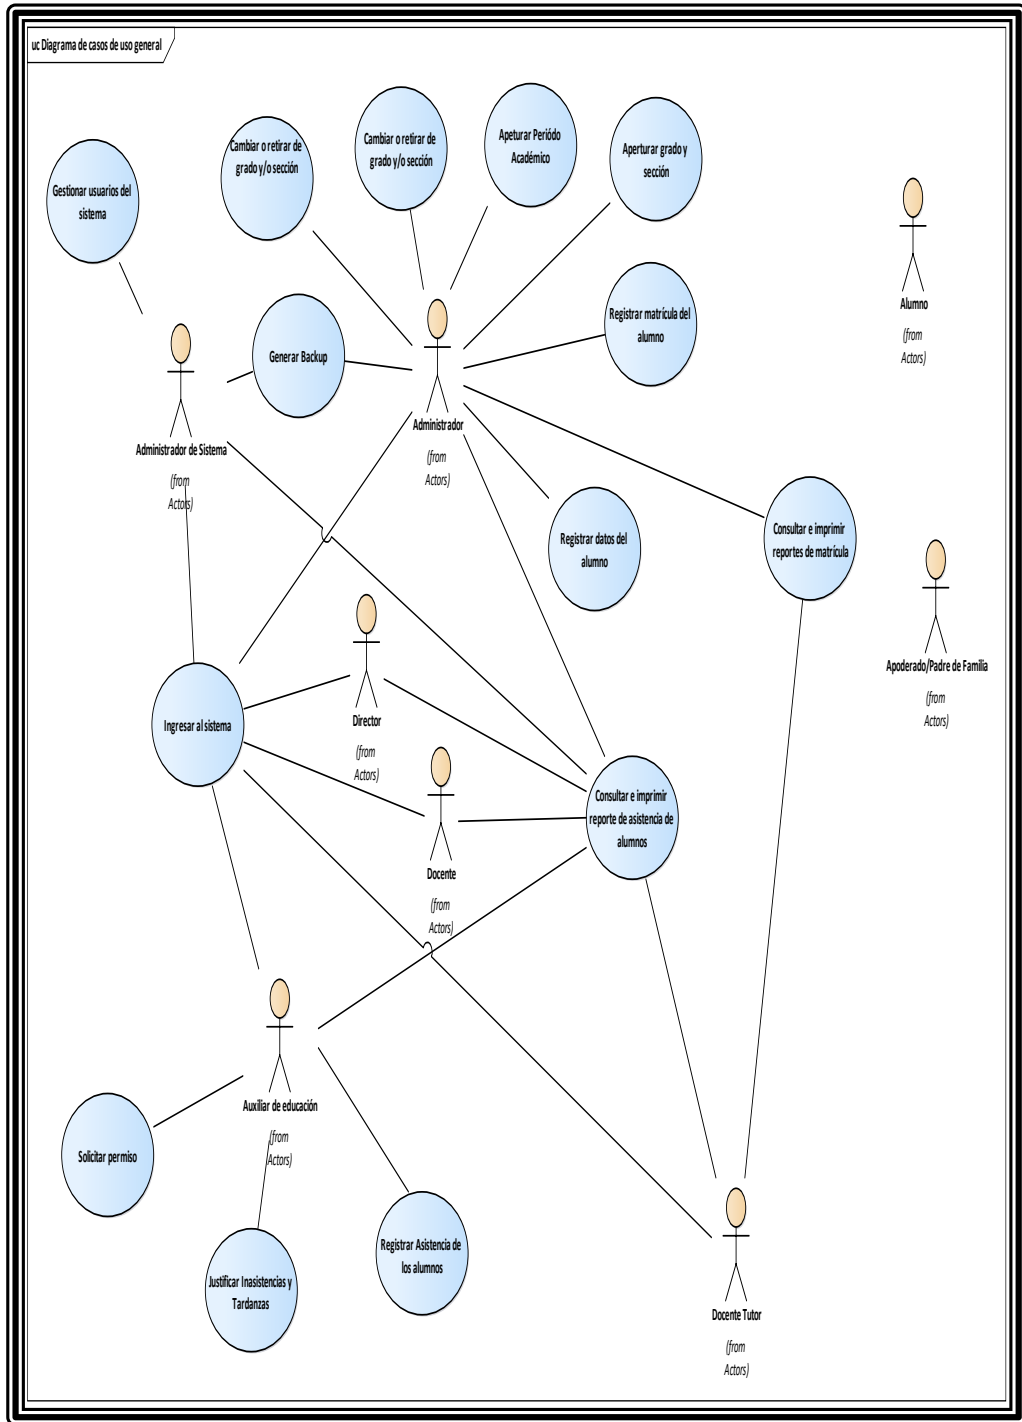 uc Diagrama de casos de uso general
Gestionar usuarios del
sistema
Cambiar o retirar de
grado y/o sección
Cambiar o retirar de
grado y/o sección
Apeturar Periódo
Académico
Aperturar grado y
sección
Alumno
(from
Actors)
Registrar matrícula del
alumno
Generar Backup
Administrador
(from
Actors)
Administrador de Sistema
(from
Actors)
Registrar datos del
alumno
Consultar e imprimir
reportes de matrícula
Apoderado/Padre de Familia
(from
Actors)
Ingresar al sistema
Director
(from
Actors)
Consultar e imprimir
reporte de asistencia de
alumnos
Docente
(from
Actors)
Auxiliar de educación
(from
Actors)
Solicitar permiso
Justificar Inasistencias y
Tardanzas
Registrar Asistencia de
los alumnos
Docente Tutor
(from
Actors)